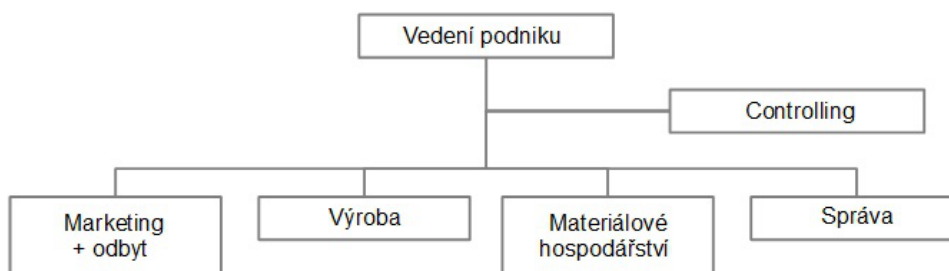 Vedení podniku
Controlling
Marketing
+ odbyt
Výroba
Materiálové
hospodářství
Správa